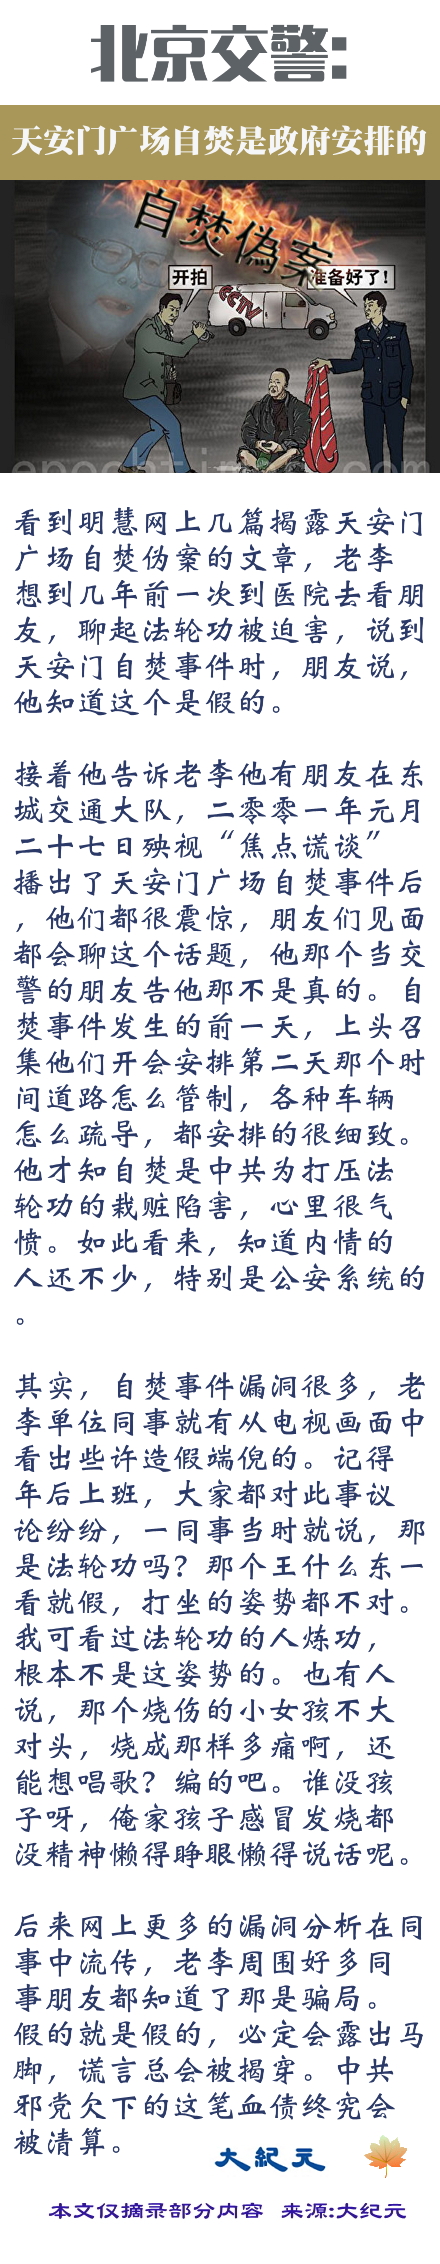 北京交警:
天安门广场自焚是政府安排的
自焚偽案
开拍
准备好了!
CCTV
epochtimes.com
看到明慧网上几篇揭露天安门
广场自焚伪案的文章，老李
想到几年前一次到医院去看朋
友，聊起法轮功被迫害，说到
天安门自焚事件时，朋友说，
他知道这个是假的。
接着他告诉老李他有朋友在东
城交通大队，二零零一年元月
二十七日殃视“焦点谎谈”
播出了天安门广场自焚事件后
，他们都很震惊，朋友们见面
都会聊这个话题，他那个当交
警的朋友告他那不是真的。自
焚事件发生的前一天，上头召
集他们开会安排第二天那个时
间道路怎么管制，各种车辆
怎么疏导，都安排的很细致。
他才知自焚是中共为打压法
轮功的栽赃陷害，心里很气
愤。如此看来，知道内情的
人还不少，特别是公安系统的
。
其实，自焚事件漏洞很多，老
李单位同事就有从电视画面中
看出些许造假端倪的。记得
年后上班，大家都对此事议
论纷纷，一同事当时就说，那
是法轮功吗？那个王什么东一
看就假，打坐的姿势都不对。
我可看过法轮功的人炼功，
根本不是这姿势的。也有人
说，那个烧伤的小女孩不大
对头，烧成那样多痛啊，还
能想唱歌？编的吧。谁没孩
子呀，俺家孩子感冒发烧都
没精神懒得睁眼懒得说话呢。
后来网上更多的漏洞分析在同
事中流传，老李周围好多同
事朋友都知道了那是骗局。
假的就是假的，必定会露出马
脚，谎言总会被揭穿。中共
邪党欠下的这笔血债终究会
被清算。
大紀元
本文仅摘录部分内容 来源:大纪元